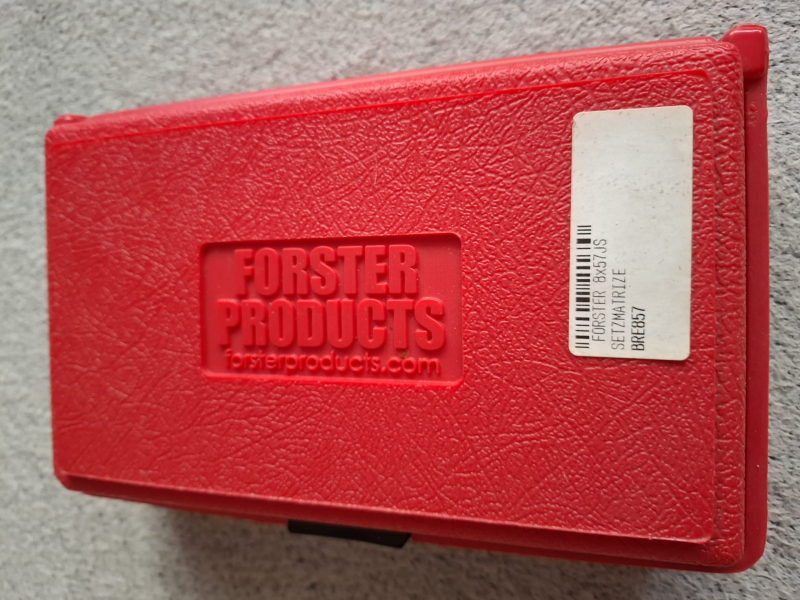 FORSTER
PRODUCTS
forsterproducts.com
FORSTER 8x57JS
SETZMATRIZE
BRE857